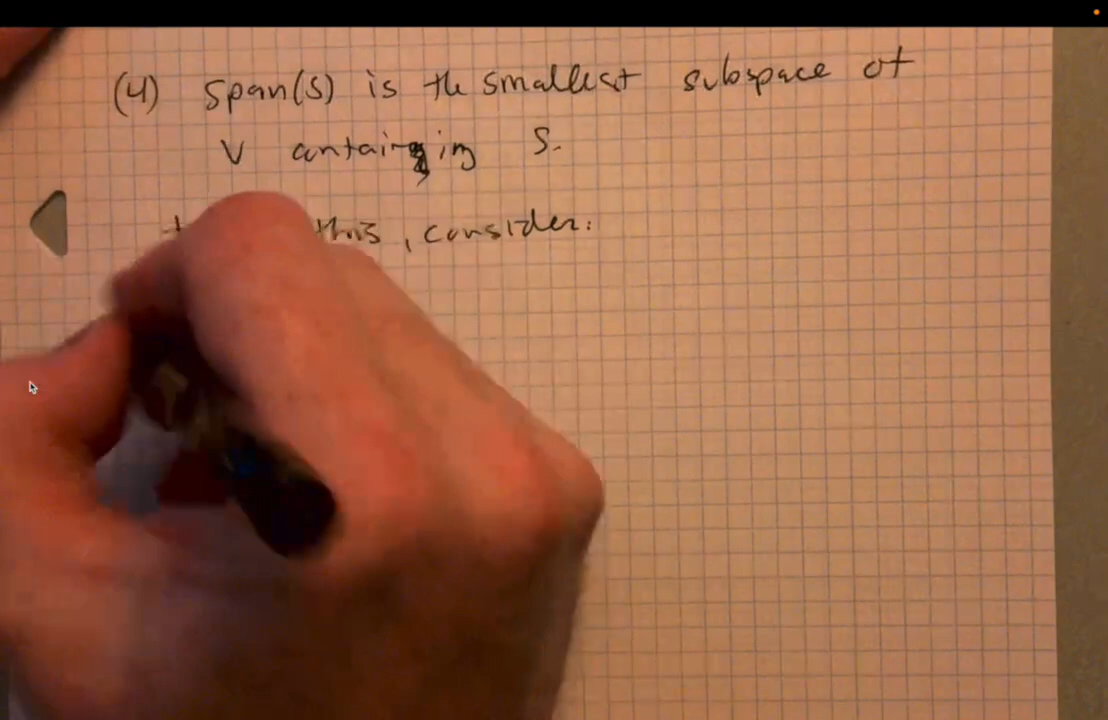 (4) span(S) is the smallest subspace of
V containing S.
this, consider: